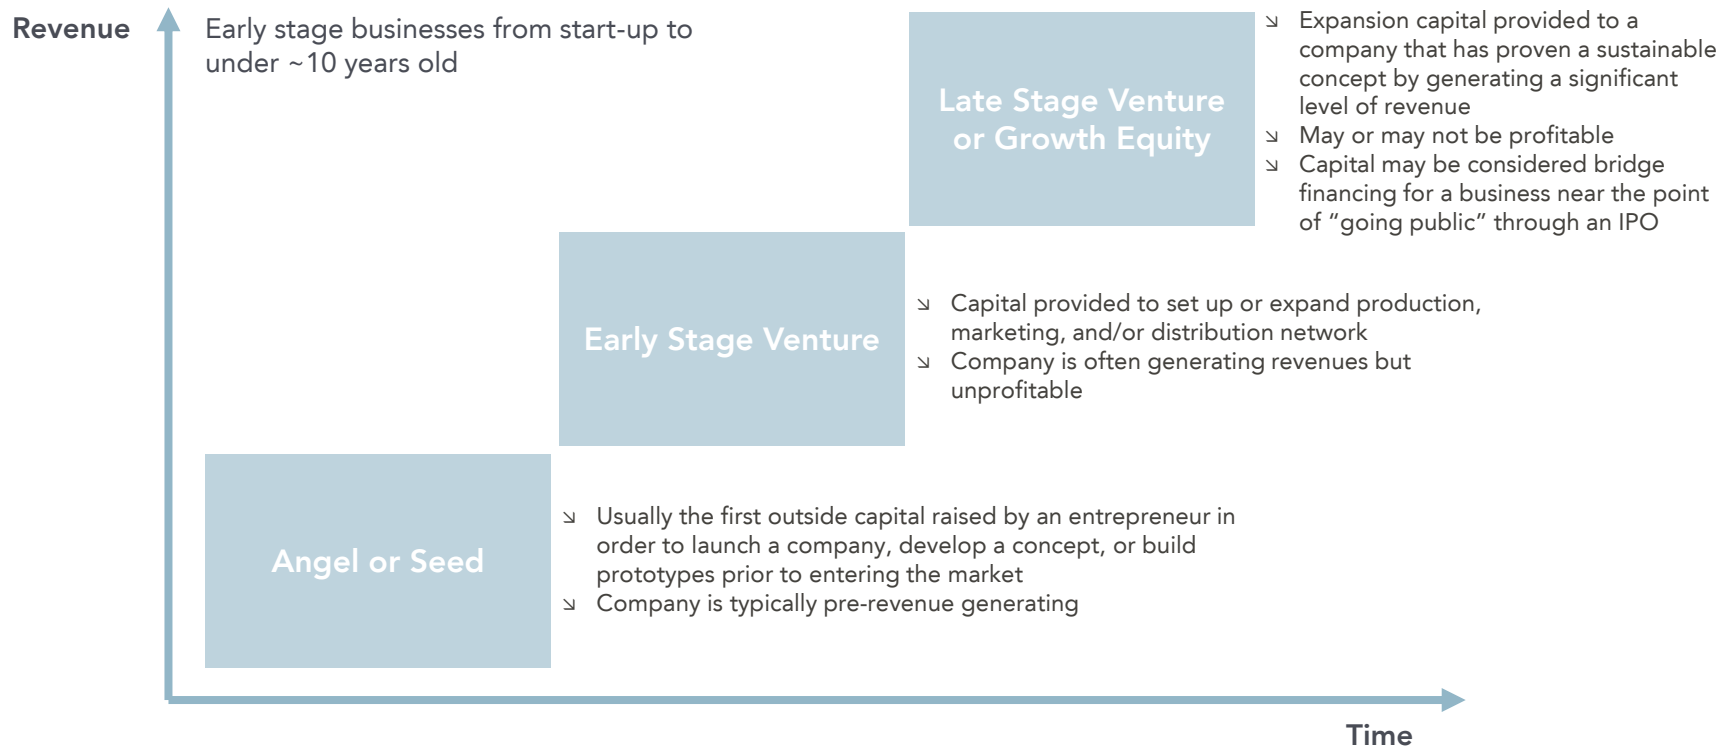 Revenue
Early stage businesses from start-up to
under ~10 years old
Late Stage Venture
or Growth Equity
↘ Expansion capital provided to a
company that has proven a sustainable
concept by generating a significant
level of revenue
↘ May or may not be profitable
↘ Capital may be considered bridge
financing for a business near the point
of “going public” through an IPO
Early Stage Venture
↘ Capital provided to set up or expand production,
marketing, and/or distribution network
↘ Company is often generating revenues but
unprofitable
Angel or Seed
↘ Usually the first outside capital raised by an entrepreneur in
order to launch a company, develop a concept, or build
prototypes prior to entering the market
↘ Company is typically pre-revenue generating
Time